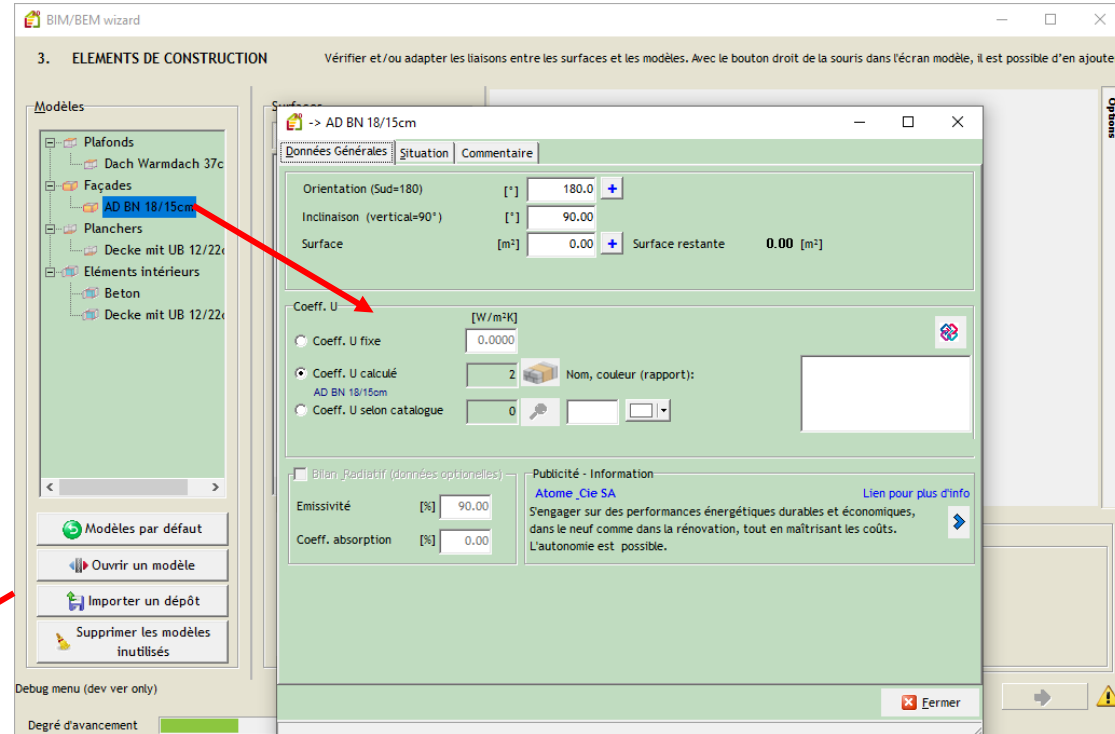 BIM/BEM wizard
3. ELEMENTS DE CONSTRUCTION
Vérifier et/ou adapter les liaisons entre les surfaces et les modèles. Avec le bouton droit de la souris dans l'écran modèle, il est possible d'en ajoute
Modèles
Plafonds
Dach Warmdach 37c
Façades
AD BN 18/15cm
Planchers
Decke mit UB 12/22c
Eléments intérieurs
Beton
Decke mit UB 12/22c
Modèles par défaut
Ouvrir un modèle
Importer un dépôt
Supprimer les modèles
inutilisés
Debug menu (dev ver only)
Degré d'avancement
Options
-> AD BN 18/15cm
Données Générales Situation Commentaire
Orientation (Sud=180) [°] 180.0 +
Inclinaison (vertical=90°) [°] 90.00
Surface [m²] 0.00 + Surface restante 0.00 [m²]
Coeff. U
[W/m²K]
Coeff. U fixe 0.0000
Coeff. U calculé 2 Nom, couleur (rapport):
AD BN 18/15cm
Coeff. U selon catalogue 0
Bilan_Radiatif (données optionelles)
Emissivité [%] 90.00
Coeff. absorption [%] 0.00
Publicité - Information
Atome_Cie SA Lien pour plus d'info
S'engager sur des performances énergétiques durables et économiques,
dans le neuf comme dans la rénovation, tout en maîtrisant les coûts.
L'autonomie est possible.
Fermer